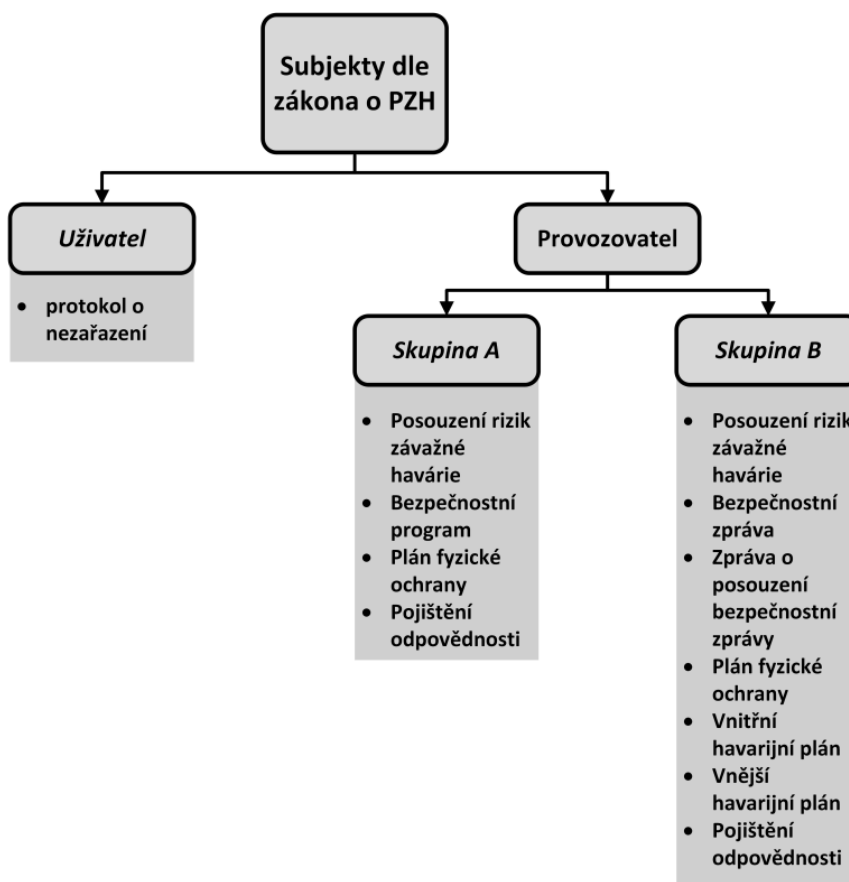 Subjekty dle
zákona o PZH
Uživatel
• protokol o
nezařazení
Provozovatel
Skupina A
• Posouzení rizik
závažné
havárie
• Bezpečnostní
program
• Plán fyzické
ochrany
• Pojištění
odpovědnosti
Skupina B
• Posouzení rizik
závažné
havárie
• Bezpečnostní
zpráva
• Zpráva o
posouzení
bezpečnostní
zprávy
• Plán fyzické
ochrany
• Vnitřní
havarijní plán
• Vnější
havarijní plán
• Pojištění
odpovědnosti